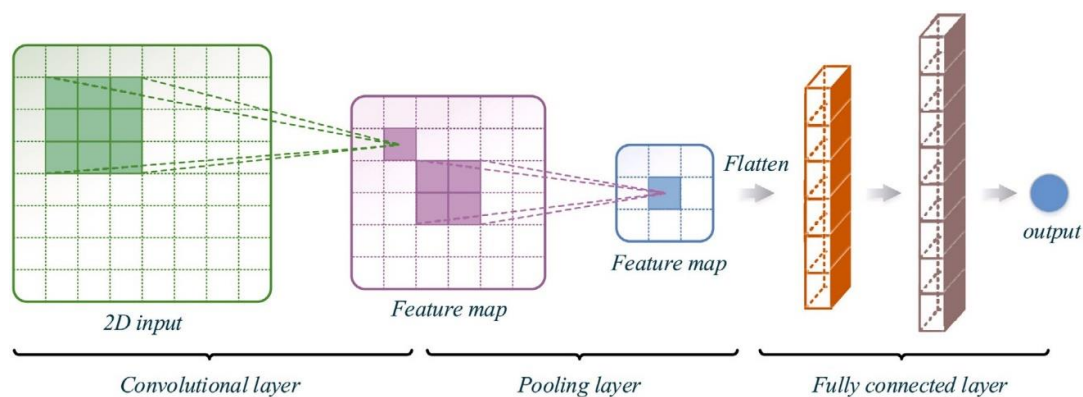 2D input
Feature map
Feature map
Flatten
output
Convolutional layer
Pooling layer
Fully connected layer